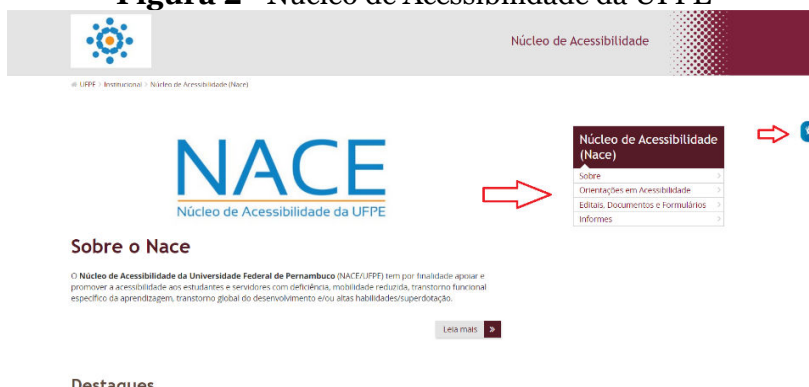 Figura 2 - Núcleo de Acessibilidade da UFPE
Núcleo de Acessibilidade
UFPE > Institucional > Núcleo de Acessibilidade (Nace)
NACE
Núcleo de Acessibilidade da UFPE
Núcleo de Acessibilidade
(Nace)
Sobre
Orientações em Acessibilidade
Editais, Documentos e Formulários
Informes
Sobre o Nace
O Núcleo de Acessibilidade da Universidade Federal de Pernambuco (NACE/UFPE) tem por finalidade apoiar e
promover a acessibilidade aos estudantes e servidores com deficiência, mobilidade reduzida, transtorno funcional
específico da aprendizagem, transtorno global do desenvolvimento e/ou altas habilidades/superdotação.
Leia mais
Destaques